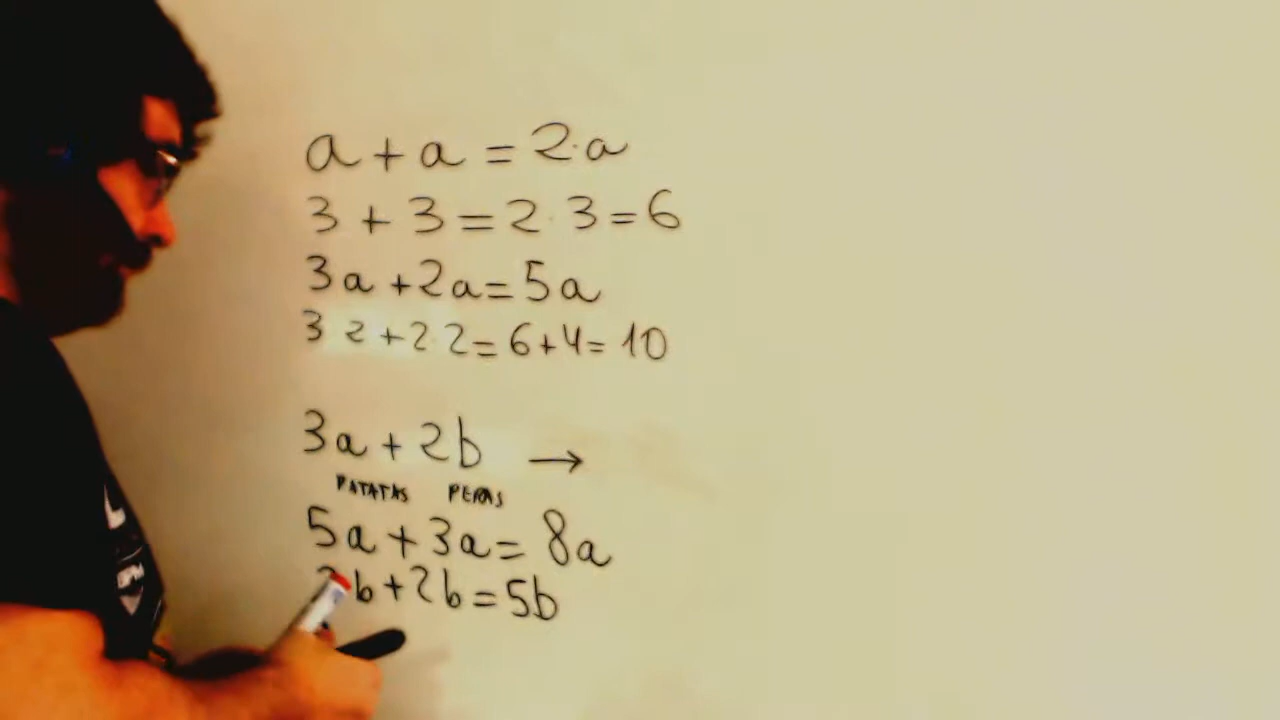 a + a = 2·a
3 + 3 = 2·3 = 6
3a + 2a = 5a
3 2 + 2·2 = 6 + 4 = 10
3a + 2b →
PATATAS PERAS
5a + 3a = 8a
b + 2b = 5b